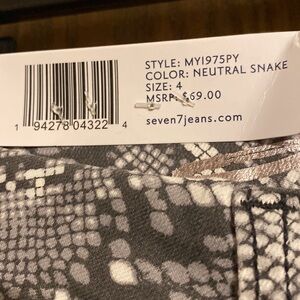 STYLE: MYI975PY
COLOR: NEUTRAL SNAKE
SIZE: 4
MSRP: $69.00
seven7jeans.com
1 94278 04322 4